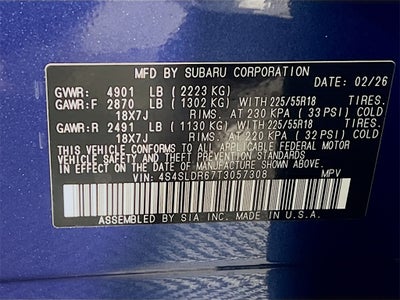 MFD BY SUBARU CORPORATION DATE: 02/26
GVWR: 4901 LB (2223 KG)
GAWR:F 2870 LB (1302 KG) WITH 225/55R18 TIRES.
18X7J RIMS. AT 230 KPA (33 PSI) COLD
GAWR:R 2491 LB (1130 KG) WITH 225/55R18 TIRES.
18X7J RIMS. AT 220 KPA (32 PSI) COLD
THIS VEHICLE CONFORMS TO ALL APPLICABLE FEDERAL MOTOR
VEHICLE SAFETY AND THEFT PREVENTION STANDARDS
IN EFFECT ON THE DATE OF MANUFACTURE SHOWN ABOVE.
VIN: 4S4SLDR67T3057308 MPV
ASSEMBLED BY SIA INC. MADE IN U.S.A.